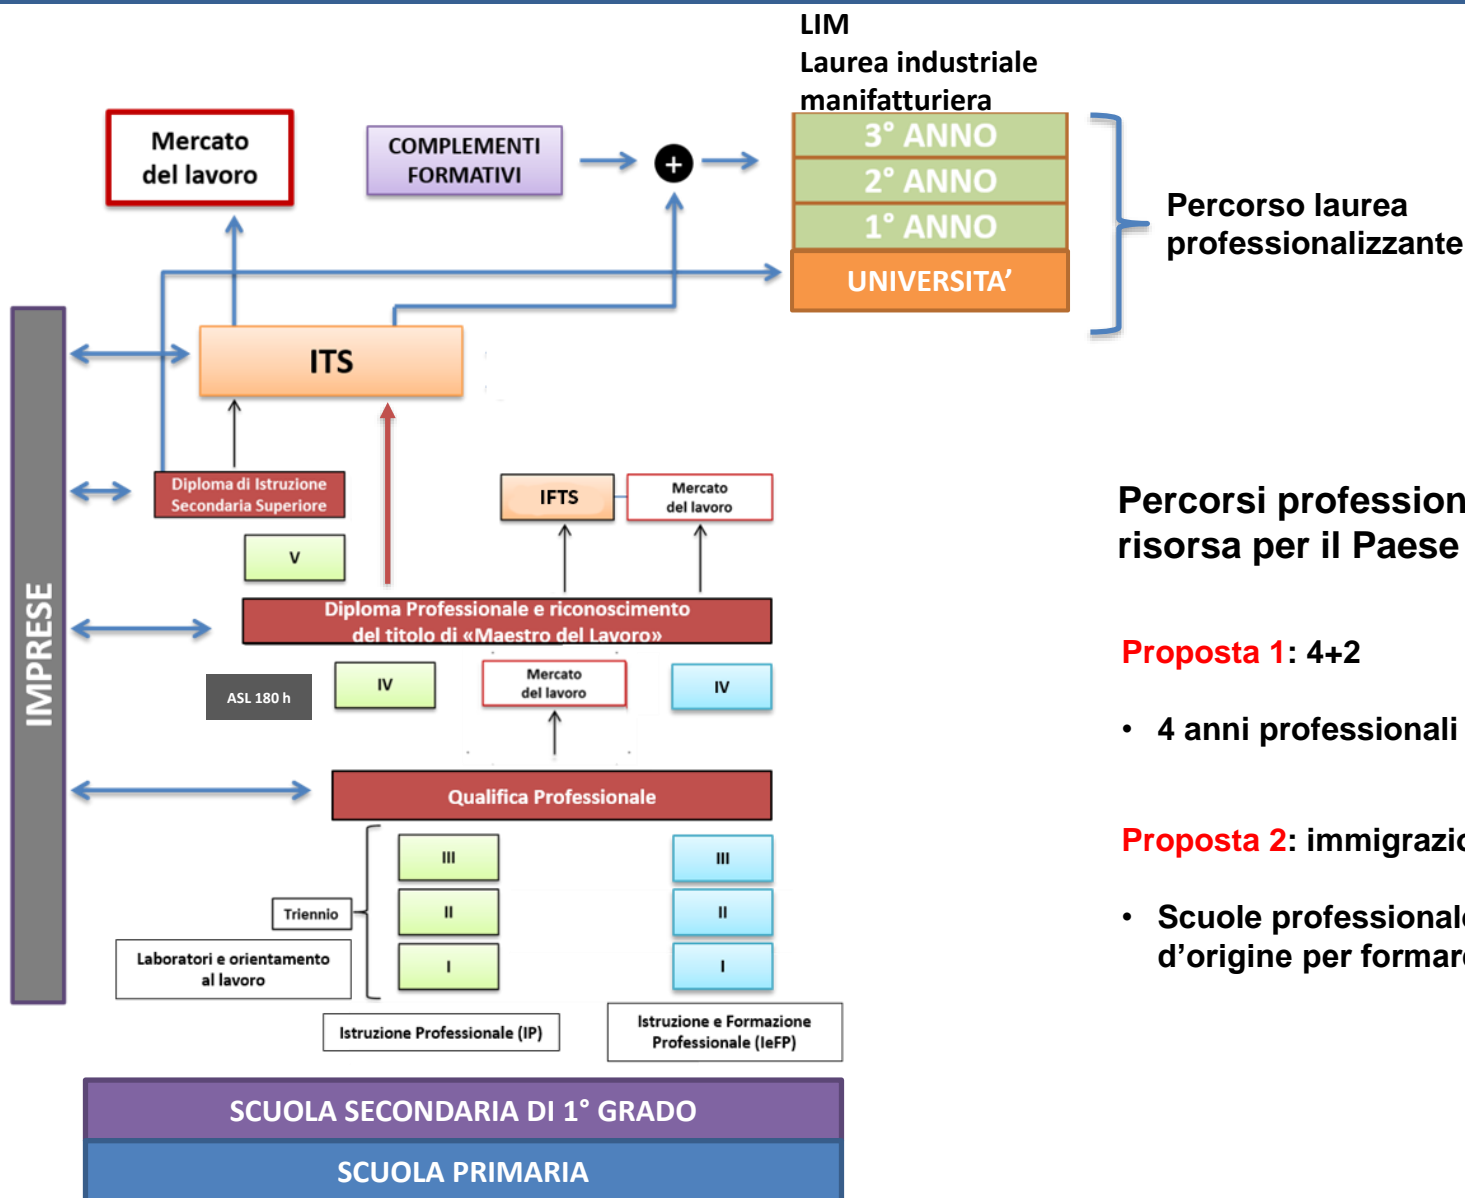 LIM
Laurea industriale
manifatturiera
3° ANNO
2° ANNO
1° ANNO
UNIVERSITA’
Percorso laurea
professionalizzante
Mercato
del lavoro
COMPLEMENTI
FORMATIVI
+
ITS
IMPRESE
Diploma di Istruzione
Secondaria Superiore
IFTS
Mercato
del lavoro
V
Diploma Professionale e riconoscimento
del titolo di «Maestro del Lavoro»
ASL 180 h
IV
Mercato
del lavoro
IV
Qualifica Professionale
III
III
Triennio
II
II
Laboratori e orientamento
al lavoro
I
I
Istruzione Professionale (IP)
Istruzione e Formazione
Professionale (IeFP)
SCUOLA SECONDARIA DI 1° GRADO
SCUOLA PRIMARIA
Percorsi profession
risorsa per il Paese
Proposta 1: 4+2
• 4 anni professionali
Proposta 2: immigrazio
• Scuole professionale
d’origine per formare